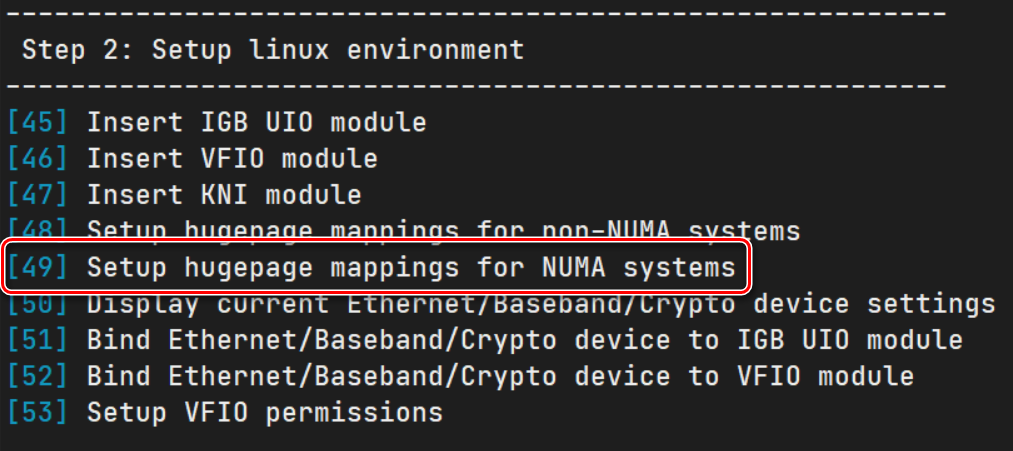 ----------------------------------------------------------
Step 2: Setup linux environment
----------------------------------------------------------
[45] Insert IGB UIO module
[46] Insert VFIO module
[47] Insert KNI module
[48] Setup hugepage mappings for non-NUMA systems
[49] Setup hugepage mappings for NUMA systems
[50] Display current Ethernet/Baseband/Crypto device settings
[51] Bind Ethernet/Baseband/Crypto device to IGB UIO module
[52] Bind Ethernet/Baseband/Crypto device to VFIO module
[53] Setup VFIO permissions